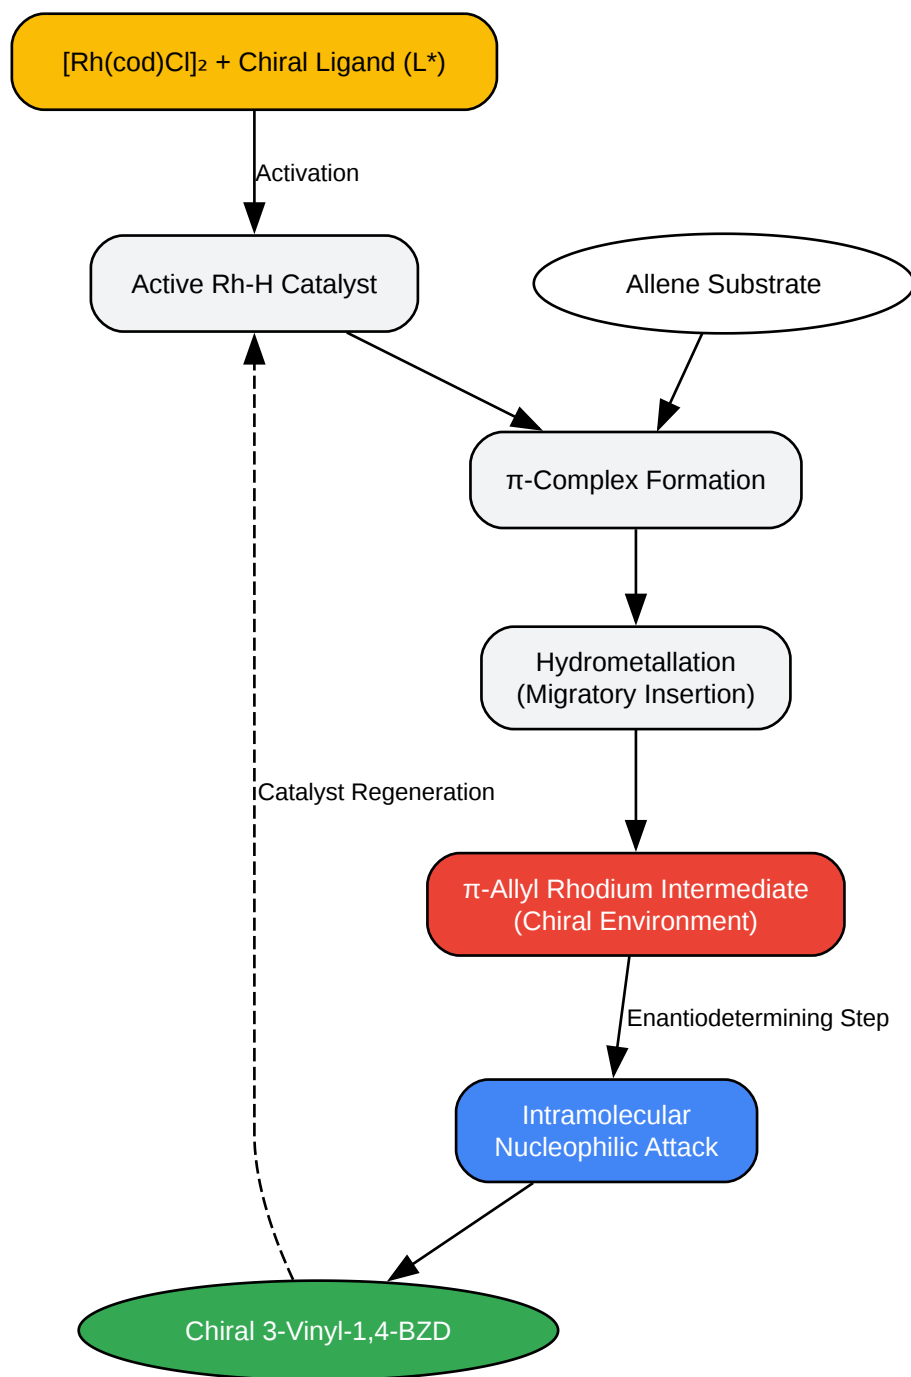 [Rh(cod)Cl]₂ + Chiral Ligand (L*)
Activation
Active Rh-H Catalyst
Allene Substrate
π-Complex Formation
Hydrometallation
(Migratory Insertion)
Catalyst Regeneration
π-Allyl Rhodium Intermediate
(Chiral Environment)
Enantiodetermining Step
Intramolecular
Nucleophilic Attack
Chiral 3-Vinyl-1,4-BZD